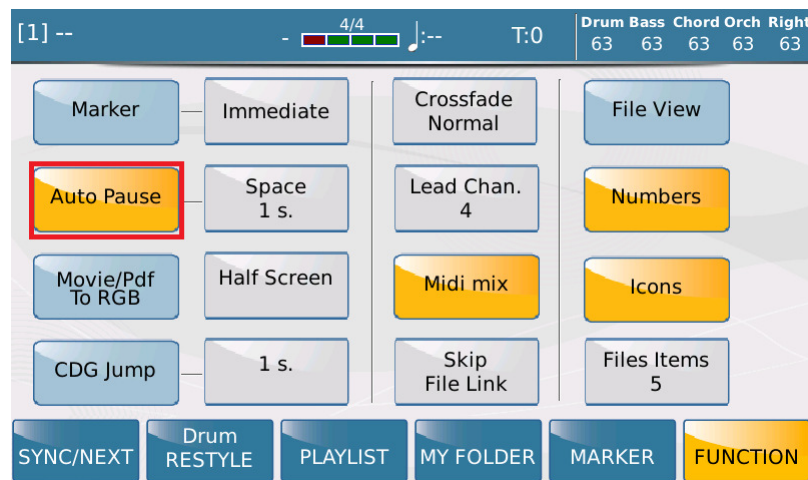 [1] --
- 4/4 ♩:-- T:0
Drum Bass Chord Orch Right
63 63 63 63 63
Marker
Immediate
Crossfade
Normal
File View
Auto Pause
Space
1 s.
Lead Chan.
4
Numbers
Movie/Pdf
To RGB
Half Screen
Midi mix
Icons
CDG Jump
1 s.
Skip
File Link
Files Items
5
SYNC/NEXT
Drum
RESTYLE
PLAYLIST
MY FOLDER
MARKER
FUNCTION